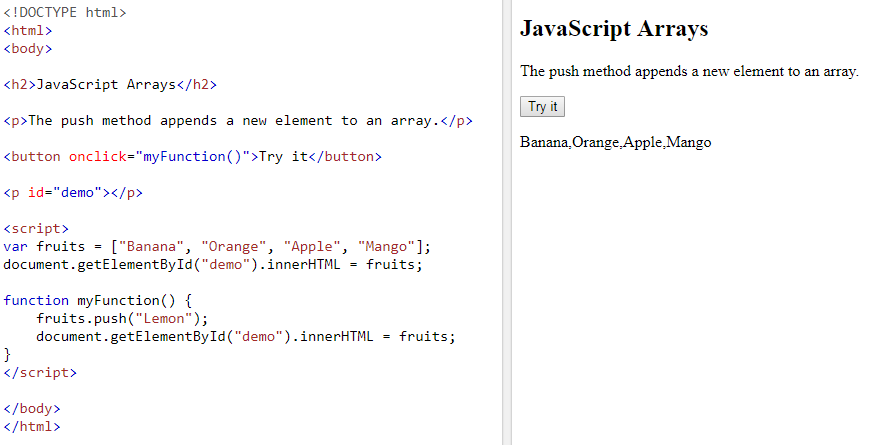 <!DOCTYPE html>
<html>
<body>

<h2>JavaScript Arrays</h2>

<p>The push method appends a new element to an array.</p>

<button onclick="myFunction()">Try it</button>

<p id="demo"></p>

<script>
var fruits = ["Banana", "Orange", "Apple", "Mango"];
document.getElementById("demo").innerHTML = fruits;

function myFunction() {
    fruits.push("Lemon");
    document.getElementById("demo").innerHTML = fruits;
}
</script>

</body>
</html>

JavaScript Arrays
The push method appends a new element to an array.
Try it
Banana,Orange,Apple,Mango